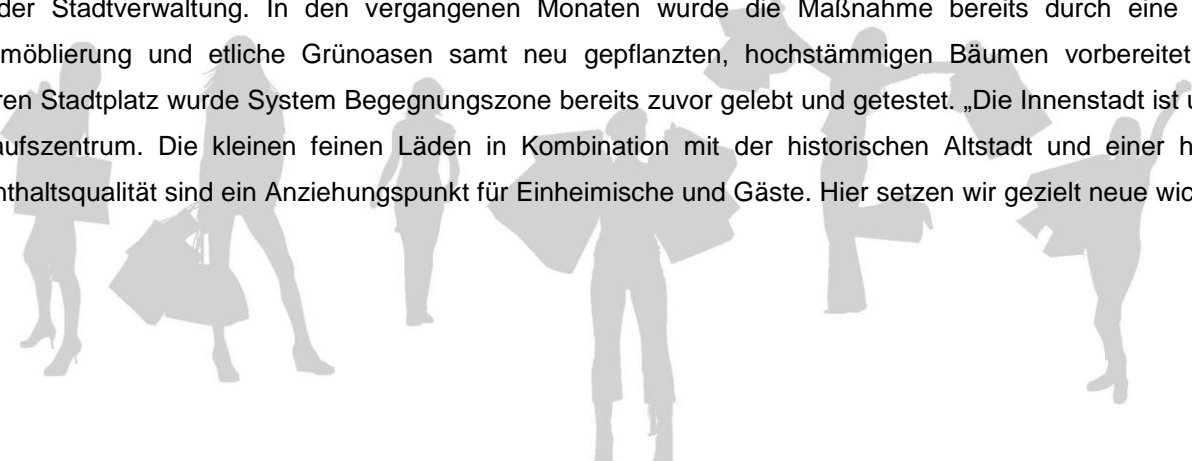 der Stadtverwaltung. In den vergangenen Monaten wurde die Maßnahme bereits durch eine
möblierung und etliche Grünoasen samt neu gepflanzten, hochstämmigen Bäumen vorbereitet
ren Stadtplatz wurde System Begegnungszone bereits zuvor gelebt und getestet. „Die Innenstadt ist u
aufszentrum. Die kleinen feinen Läden in Kombination mit der historischen Altstadt und einer h
nthaltsqualität sind ein Anziehungspunkt für Einheimische und Gäste. Hier setzen wir gezielt neue wic